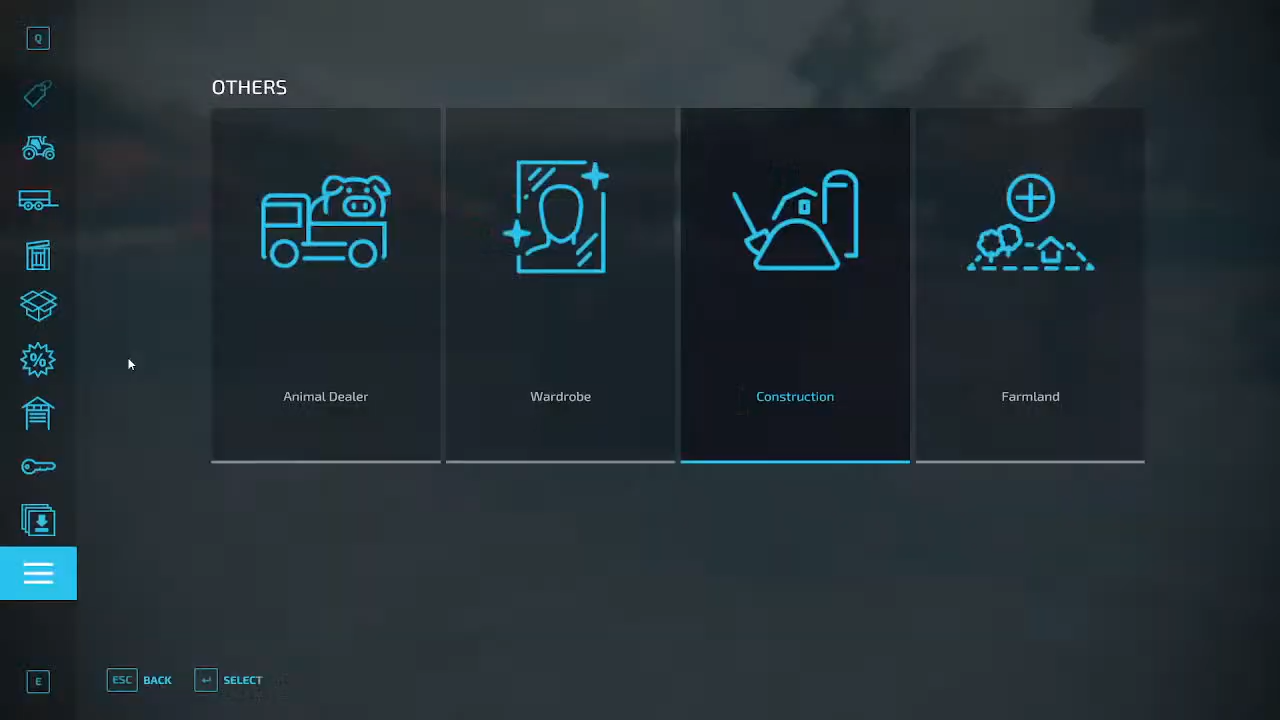 Q
OTHERS
%
Animal Dealer
Wardrobe
Construction
Farmland
E
ESC BACK
↵ SELECT